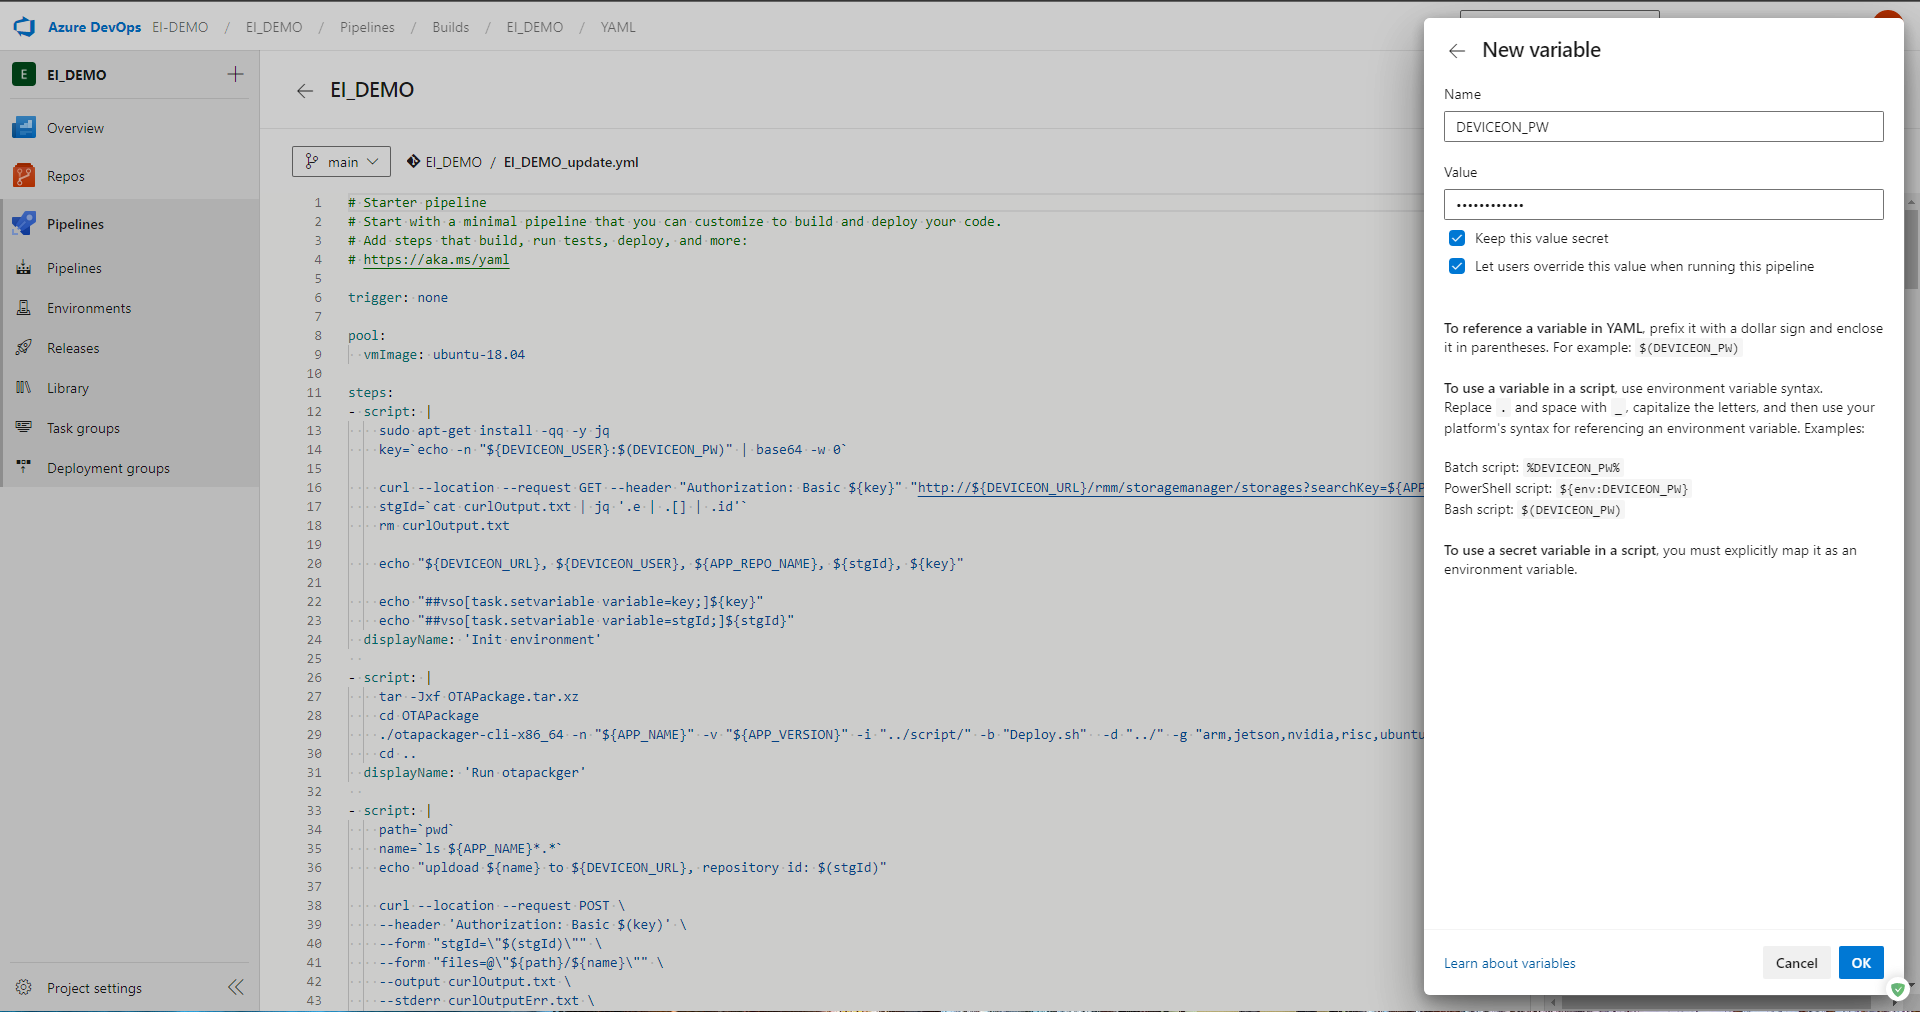 Azure DevOps EI-DEMO / EI_DEMO / Pipelines / Builds / EI_DEMO / YAML
E EI_DEMO
Overview
Repos
Pipelines
Pipelines
Environments
Releases
Library
Task groups
Deployment groups
Project settings
EI_DEMO
main EI_DEMO / EI_DEMO_update.yml
1 # Starter pipeline
2 # Start with a minimal pipeline that you can customize to build and deploy your code.
3 # Add steps that build, run tests, deploy, and more:
4 # https://aka.ms/yaml
5
6 trigger: none
7
8 pool:
9 vmImage: ubuntu-18.04
10
11 steps:
12 - script: |
13 sudo apt-get install -qq -y jq
14 key=`echo -n "${DEVICEON_USER}:$(DEVICEON_PW)" | base64 -w 0`
15
16 curl --location --request GET --header "Authorization: Basic ${key}" "http://${DEVICEON_URL}/rmm/storagemanager/storages?searchKey=${APP
17 stgId=`cat curlOutput.txt | jq '.e | .[] | .id'`
18 rm curlOutput.txt
19
20 echo "${DEVICEON_URL}, ${DEVICEON_USER}, ${APP_REPO_NAME}, ${stgId}, ${key}"
21
22 echo "##vso[task.setvariable variable=key;]${key}"
23 echo "##vso[task.setvariable variable=stgId;]${stgId}"
24 displayName: 'Init environment'
25
26 - script: |
27 tar -Jxf OTAPackage.tar.xz
28 cd OTAPackage
29 ./otapackager-cli-x86_64 -n "${APP_NAME}" -v "${APP_VERSION}" -i "../script/" -b "Deploy.sh" -d "../" -g "arm,jetson,nvidia,risc,ubuntu
30 cd ..
31 displayName: 'Run otapackger'
32
33 - script: |
34 path=`pwd`
35 name=`ls ${APP_NAME}*.*`
36 echo "upldoad ${name} to ${DEVICEON_URL}, repository id: $(stgId)"
37
38 curl --location --request POST \
39 --header 'Authorization: Basic $(key)' \
40 --form "stgId=\"$(stgId)\"" \
41 --form "files=@\"${path}/${name}\"" \
42 --output curlOutput.txt \
43 --stderr curlOutputErr.txt \
New variable
Name
DEVICEON_PW
Value
••••••••••••
Keep this value secret
Let users override this value when running this pipeline
To reference a variable in YAML, prefix it with a dollar sign and enclose
it in parentheses. For example: $(DEVICEON_PW)
To use a variable in a script, use environment variable syntax.
Replace . and space with _, capitalize the letters, and then use your
platform's syntax for referencing an environment variable. Examples:
Batch script: %DEVICEON_PW%
PowerShell script: ${env:DEVICEON_PW}
Bash script: $(DEVICEON_PW)
To use a secret variable in a script, you must explicitly map it as an
environment variable.
Learn about variables
Cancel
OK